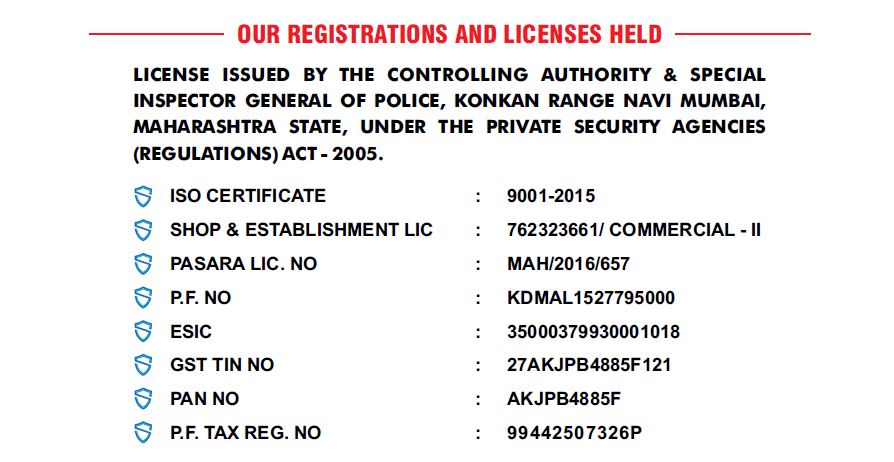 OUR REGISTRATIONS AND LICENSES HELD
LICENSE ISSUED BY THE CONTROLLING AUTHORITY & SPECIAL
INSPECTOR GENERAL OF POLICE, KONKAN RANGE NAVI MUMBAI,
MAHARASHTRA STATE, UNDER THE PRIVATE SECURITY AGENCIES
(REGULATIONS) ACT - 2005.
ISO CERTIFICATE : 9001-2015
SHOP & ESTABLISHMENT LIC : 762323661/ COMMERCIAL - II
PASARA LIC. NO : MAH/2016/657
P.F. NO : KDMAL1527795000
ESIC : 35000379930001018
GST TIN NO : 27AKJPB4885F121
PAN NO : AKJPB4885F
P.F. TAX REG. NO : 99442507326P